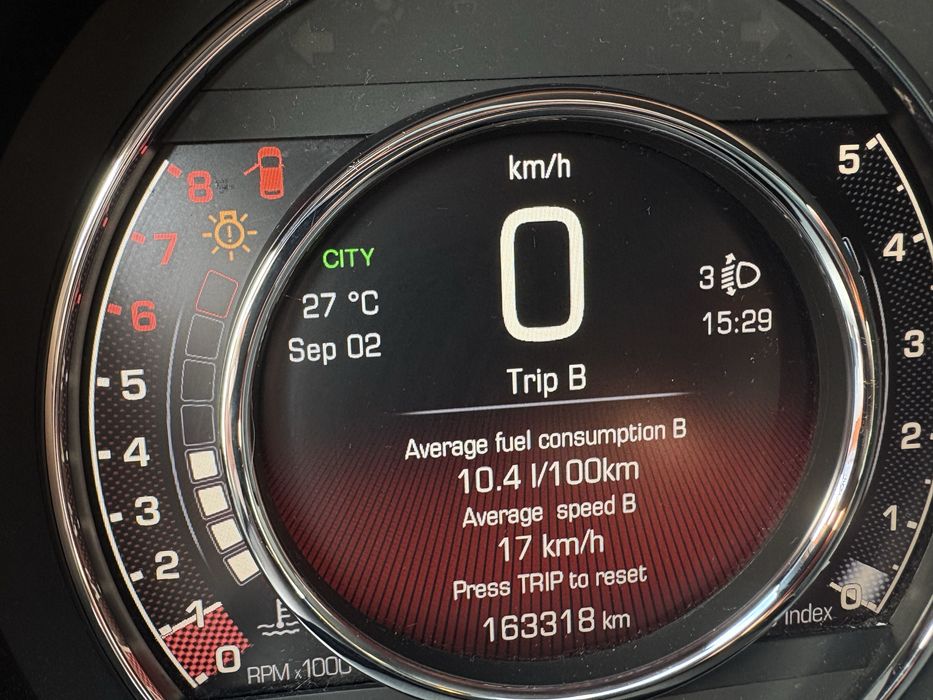 km/h
0
CITY
27 °C
Sep 02
3
15:29
Trip B
Average fuel consumption B
10.4 l/100km
Average speed B
17 km/h
Press TRIP to reset
163318 km
8
7
6
5
4
3
2
1
0
RPM x1000
5
4
3
2
1
0
Index